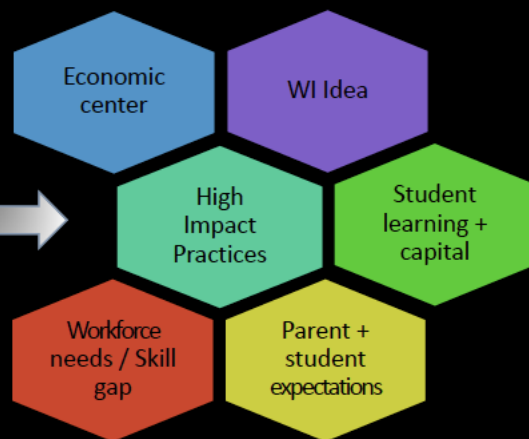 Economic
center
WI Idea
High
Impact
Practices
Student
learning +
capital
Workforce
needs / Skill
gap
Parent +
student
expectations